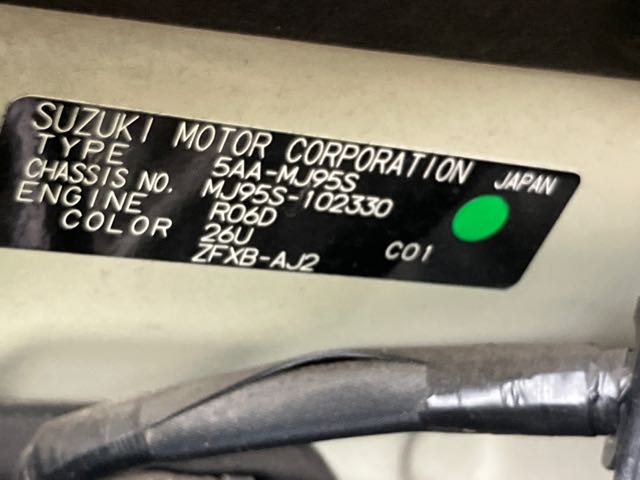 SUZUKI MOTOR CORPORATION JAPAN
TYPE 5AA-MJ95S
CHASSIS NO. MJ95S-102330
ENGINE R06D
COLOR 26U C01
ZFXB-AJ2